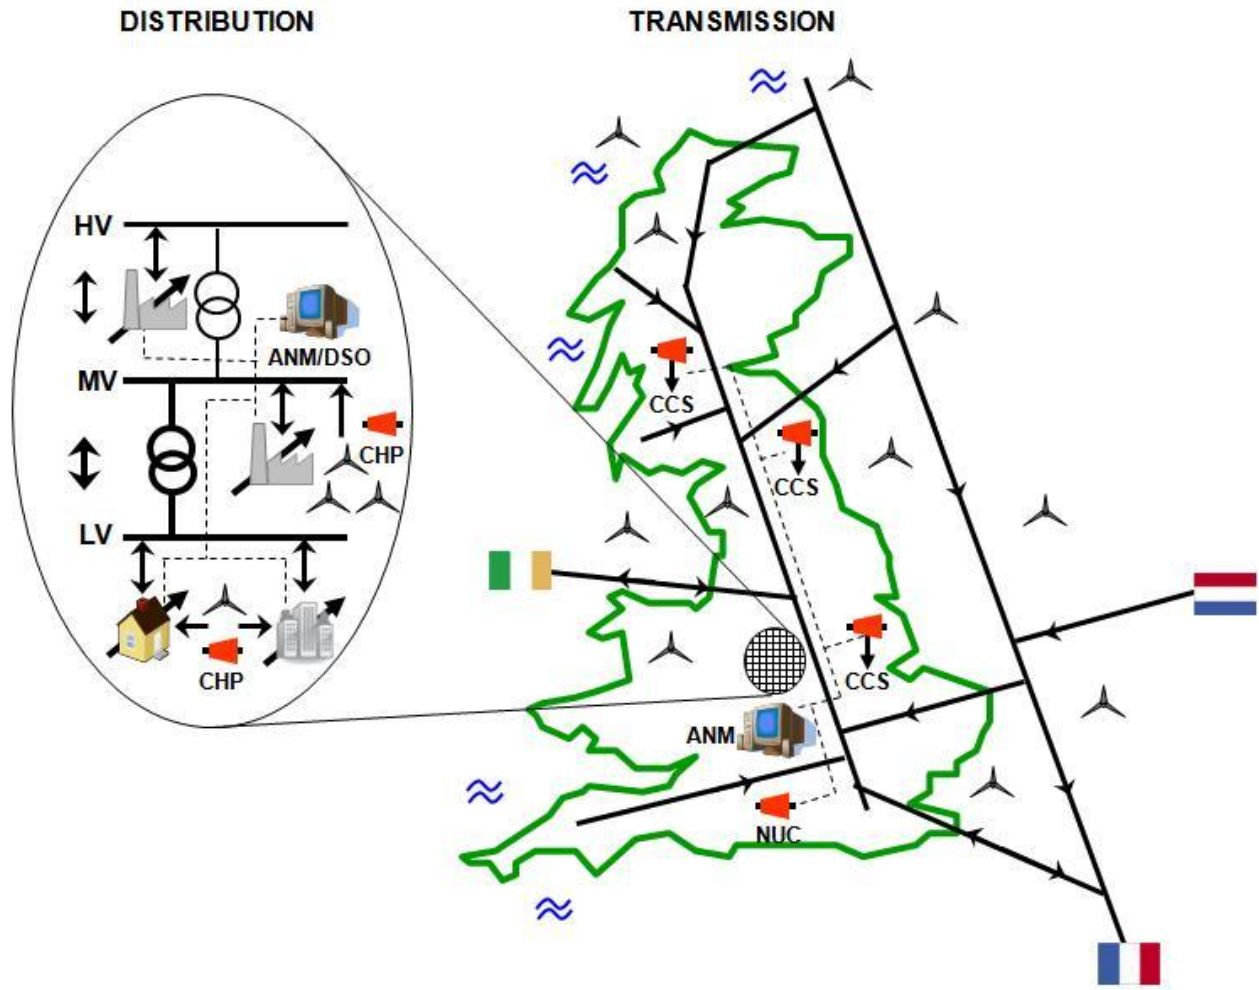 DISTRIBUTION
TRANSMISSION
HV
ANM/DSO
MV
CHP
LV
CHP
CCS
CCS
CCS
ANM
NUC